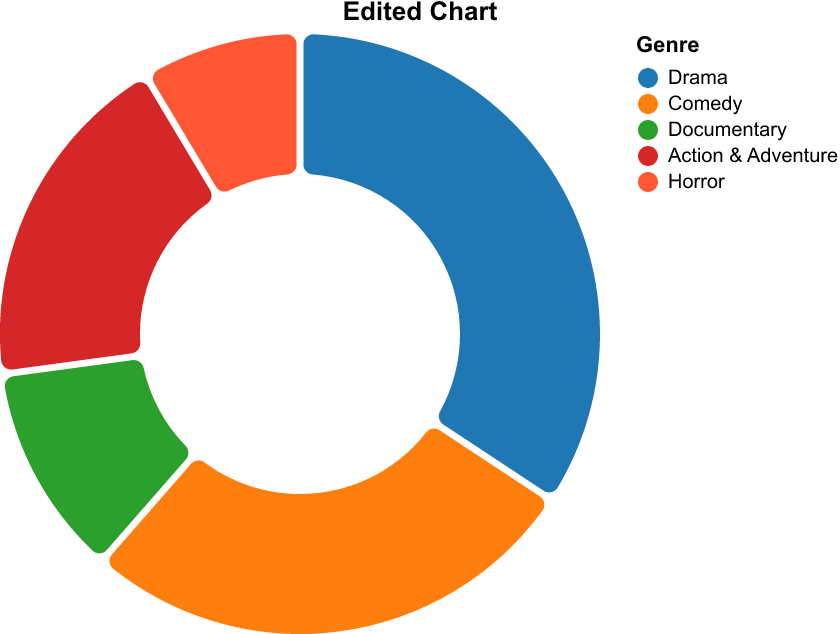 Edited Chart
Genre
Drama
Comedy
Documentary
Action & Adventure
Horror